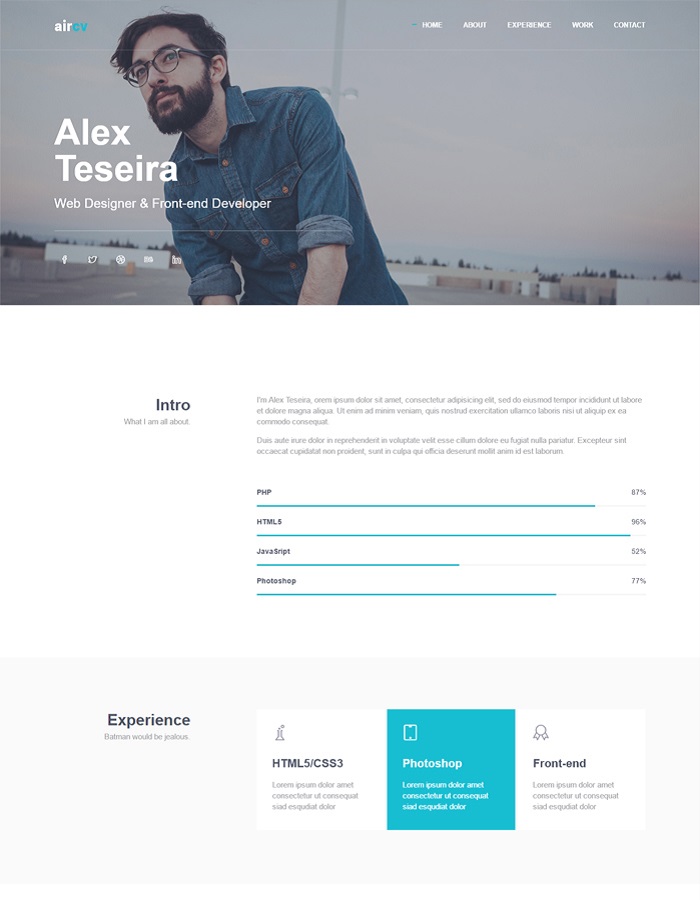 aircv
HOME ABOUT EXPERIENCE WORK CONTACT
Alex
Teseira
Web Designer & Front-end Developer
Intro
What I am all about.
I'm Alex Teseira, orem ipsum dolor sit amet, consectetur adipisicing elit, sed do eiusmod tempor incididunt ut labore
et dolore magna aliqua. Ut enim ad minim veniam, quis nostrud exercitation ullamco laboris nisi ut aliquip ex ea
commodo consequat.
Duis aute irure dolor in reprehenderit in voluptate velit esse cillum dolore eu fugiat nulla pariatur. Excepteur sint
occaecat cupidatat non proident, sunt in culpa qui officia deserunt mollit anim id est laborum.
PHP 87%
HTML5 96%
JavaSript 52%
Photoshop 77%
Experience
Batman would be jealous.
HTML5/CSS3
Lorem ipsum dolor amet
consectetur ut consequat
siad esqudiat dolor
Photoshop
Lorem ipsum dolor amet
consectetur ut consequat
siad esqudiat dolor
Front-end
Lorem ipsum dolor amet
consectetur ut consequat
siad esqudiat dolor